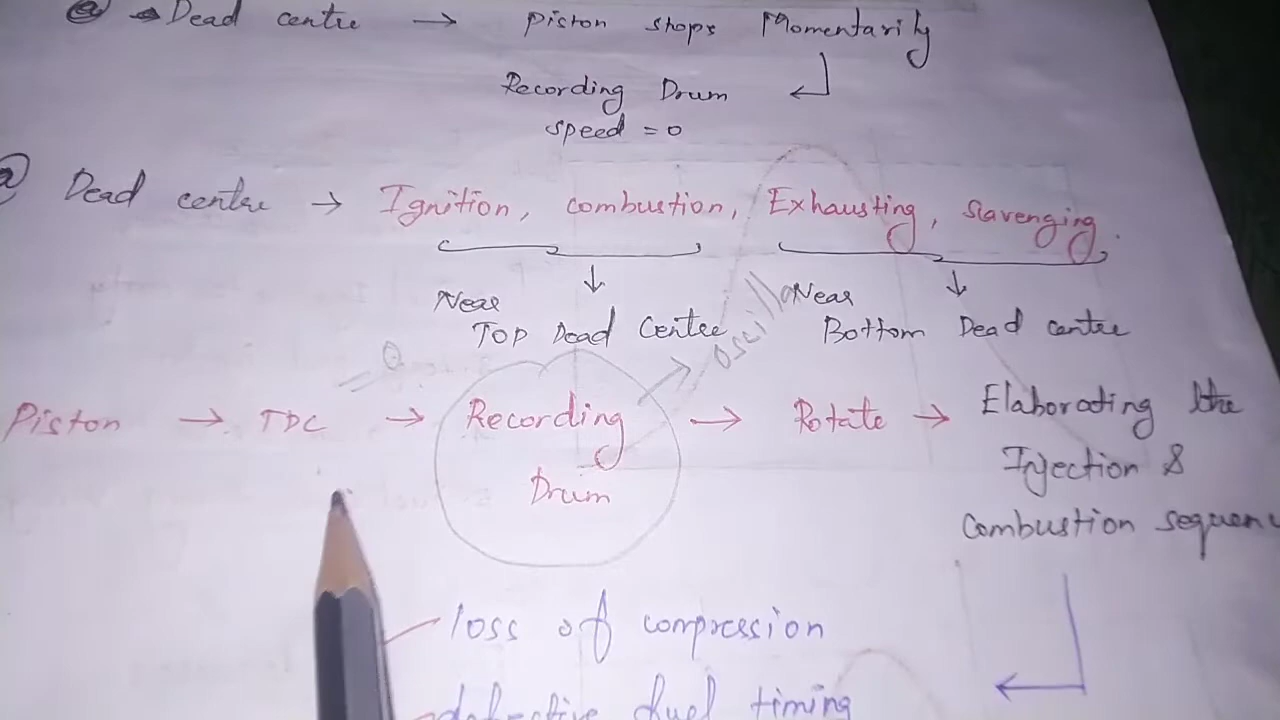 Dead centre → Piston stops Momentarily
Recording Drum
speed = 0
Dead centre → Ignition, combustion, Exhausting, Scavenging.
Near
TOP Dead Centre
Near
Bottom Dead centre
Piston → TDC → Recording Drum → Rotate → Elaborating the
Injection &
Combustion sequen
loss of compression
defective fuel timing